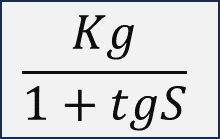 Kg
1 + tgS